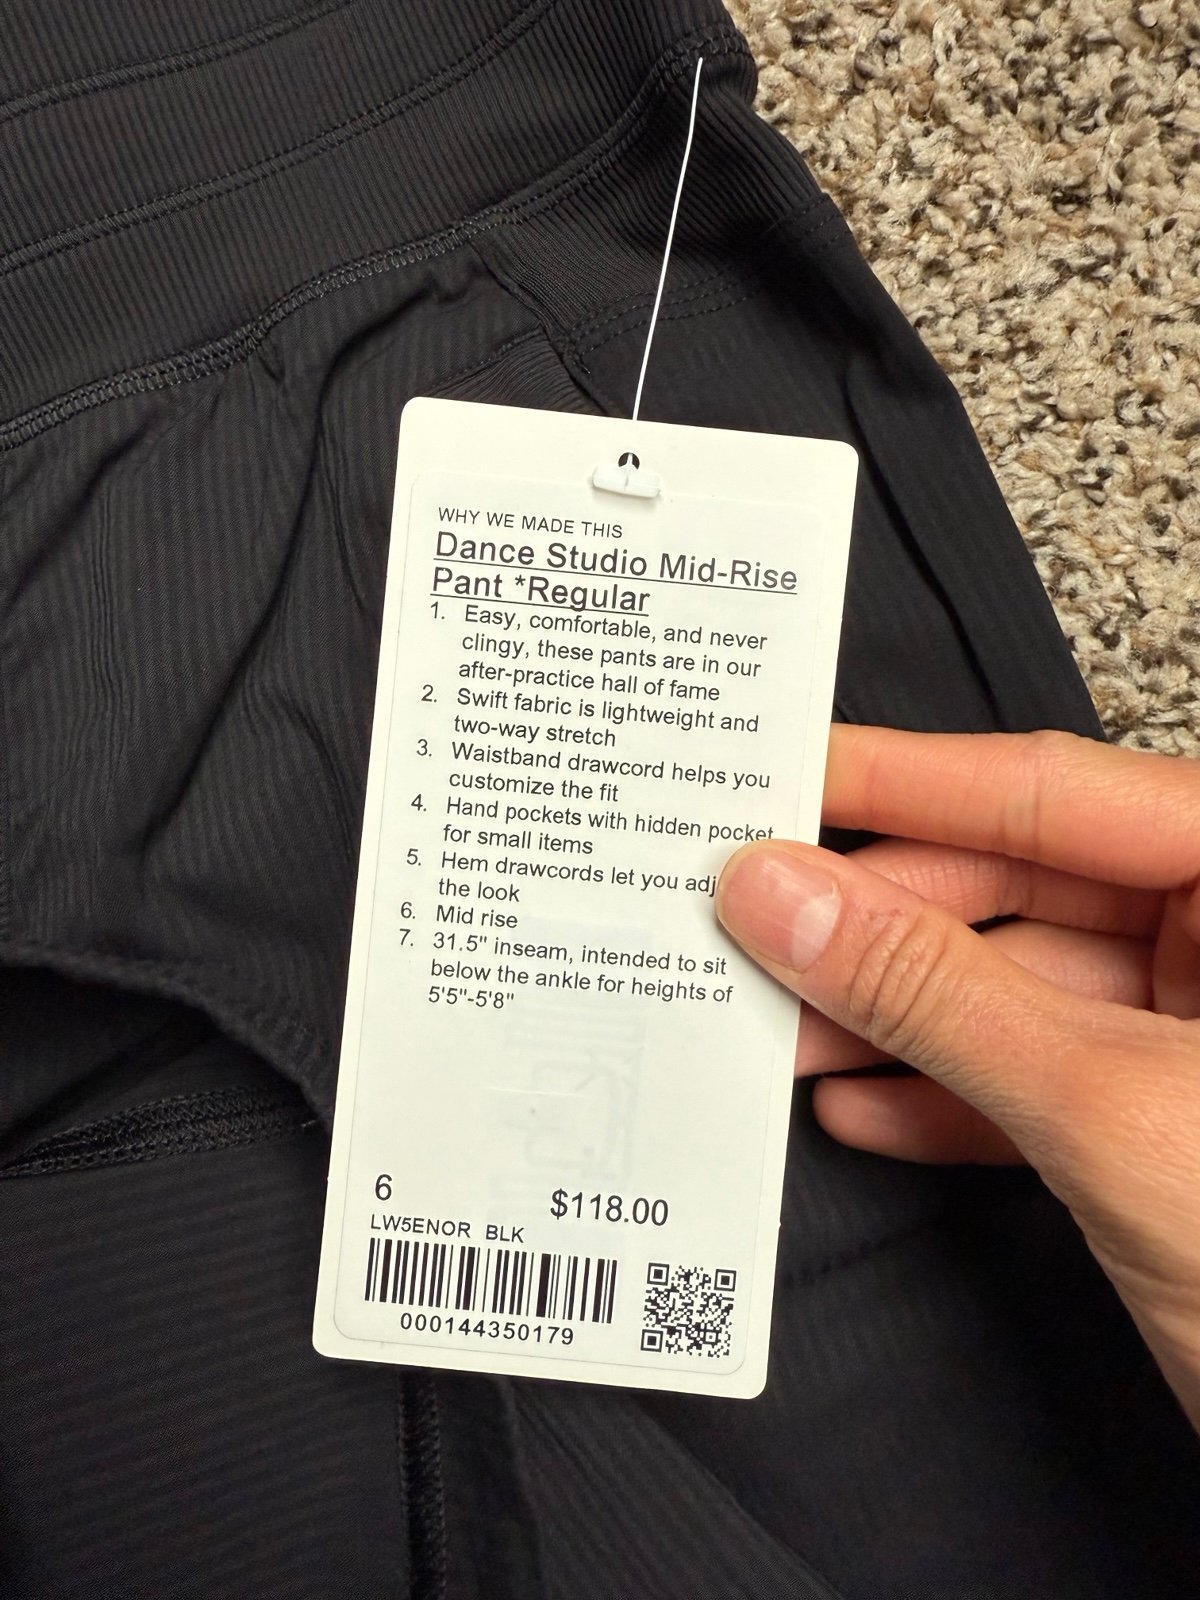 WHY WE MADE THIS
Dance Studio Mid-Rise
Pant *Regular
1. Easy, comfortable, and never
clingy, these pants are in our
after-practice hall of fame
2. Swift fabric is lightweight and
two-way stretch
3. Waistband drawcord helps you
customize the fit
4. Hand pockets with hidden pocket
for small items
5. Hem drawcords let you adj
the look
6. Mid rise
7. 31.5" inseam, intended to sit
below the ankle for heights of
5'5"-5'8"
6 $118.00
LW5ENOR BLK
000144350179